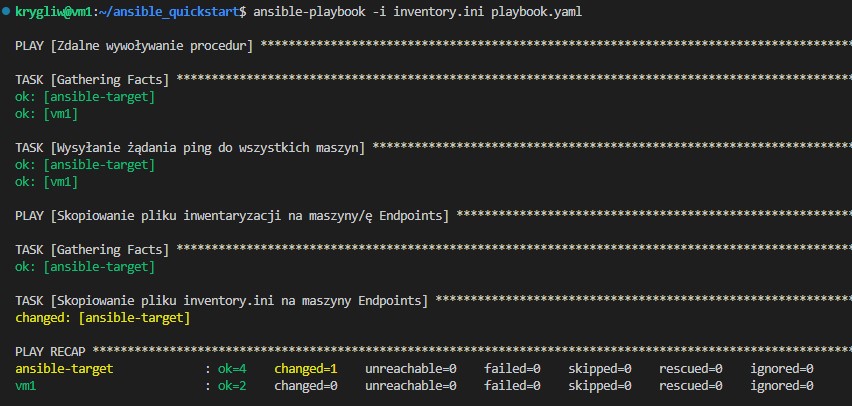 krygliw@vm1:~/ansible_quickstart$ ansible-playbook -i inventory.ini playbook.yaml
PLAY [Zdalne wywoływanie procedur] *************************************************************************************
TASK [Gathering Facts] *************************************************************************************************
ok: [ansible-target]
ok: [vm1]
TASK [Wysyłanie żądania ping do wszystkich maszyn] *********************************************************************
ok: [ansible-target]
ok: [vm1]
PLAY [Skopiowanie pliku inwentaryzacji na maszyny/ę Endpoints] *********************************************************
TASK [Gathering Facts] *************************************************************************************************
ok: [ansible-target]
TASK [Skopiowanie pliku inventory.ini na maszyny Endpoints] ************************************************************
changed: [ansible-target]
PLAY RECAP *************************************************************************************************************
ansible-target             : ok=4    changed=1    unreachable=0    failed=0    skipped=0    rescued=0    ignored=0
vm1                        : ok=2    changed=0    unreachable=0    failed=0    skipped=0    rescued=0    ignored=0